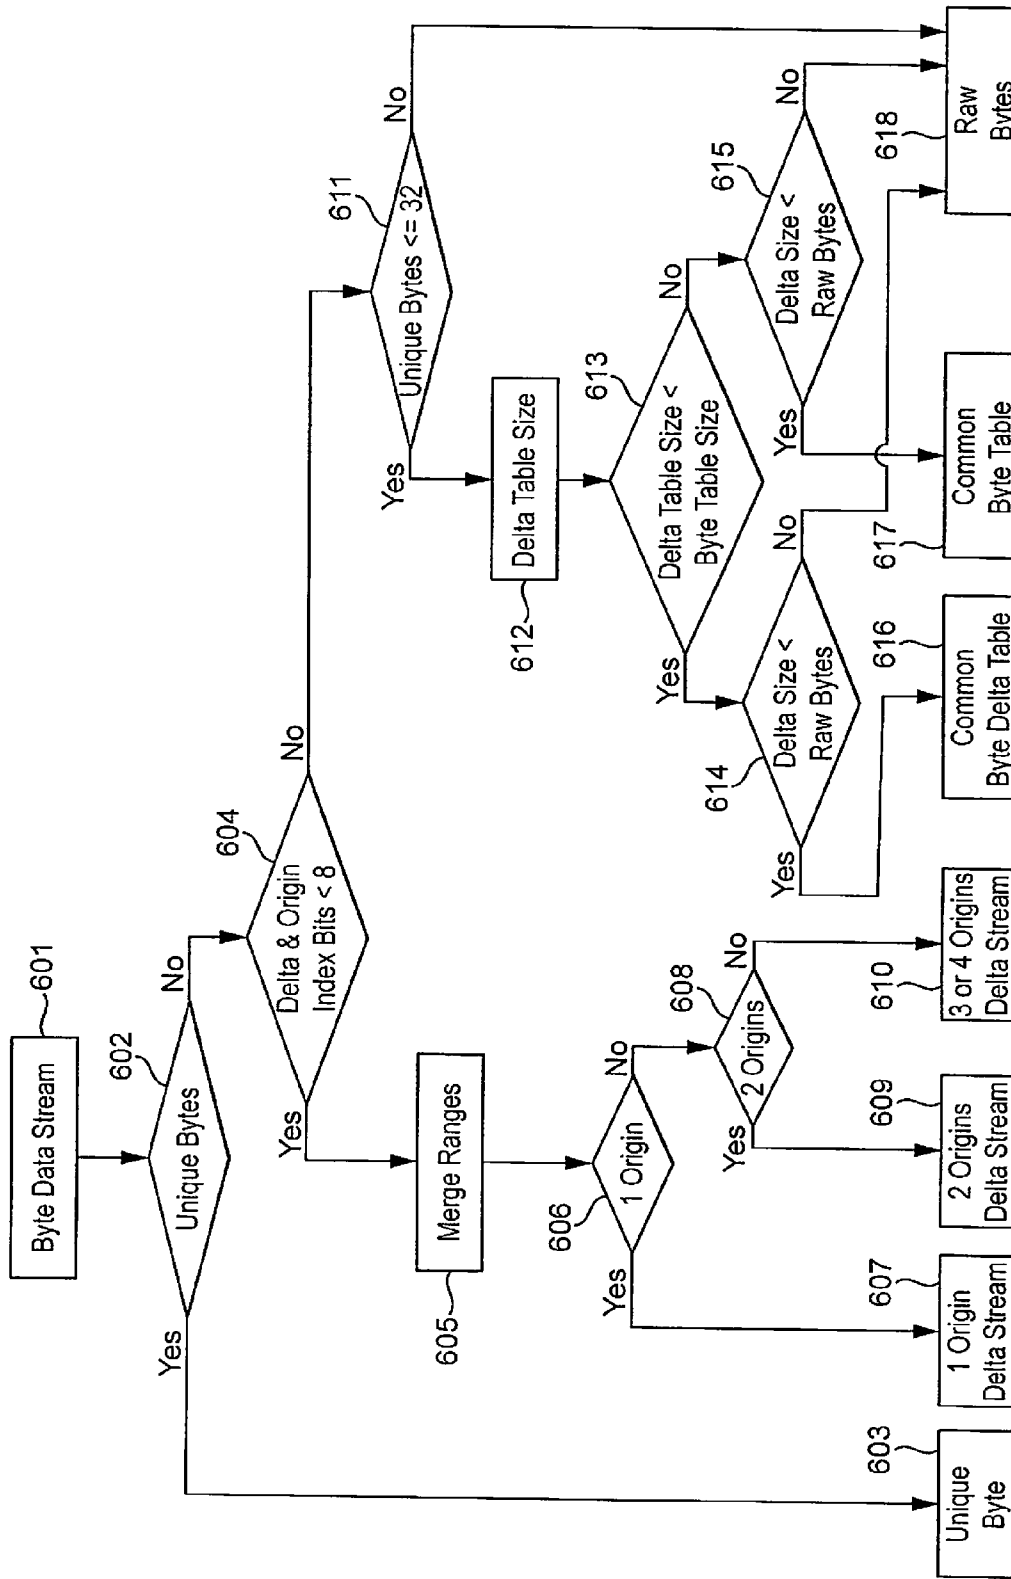 Byte Data Stream
601
Unique Bytes
602
Yes
No
Unique
Byte
603
Delta & Origin
Index Bits < 8
604
Yes
No
Merge Ranges
605
1 Origin
606
Yes
No
1 Origin
Delta Stream
607
2 Origins
608
Yes
No
2 Origins
Delta Stream
609
3 or 4 Origins
Delta Stream
610
Unique Bytes <= 32
611
Yes
No
Delta Table Size
612
Delta Table Size <
Byte Table Size
613
Yes
No
Delta Size <
Raw Bytes
614
Yes
No
Delta Size <
Raw Bytes
615
Yes
No
Common
Byte Delta Table
616
Common
Byte Table
617
Raw
Bytes
618